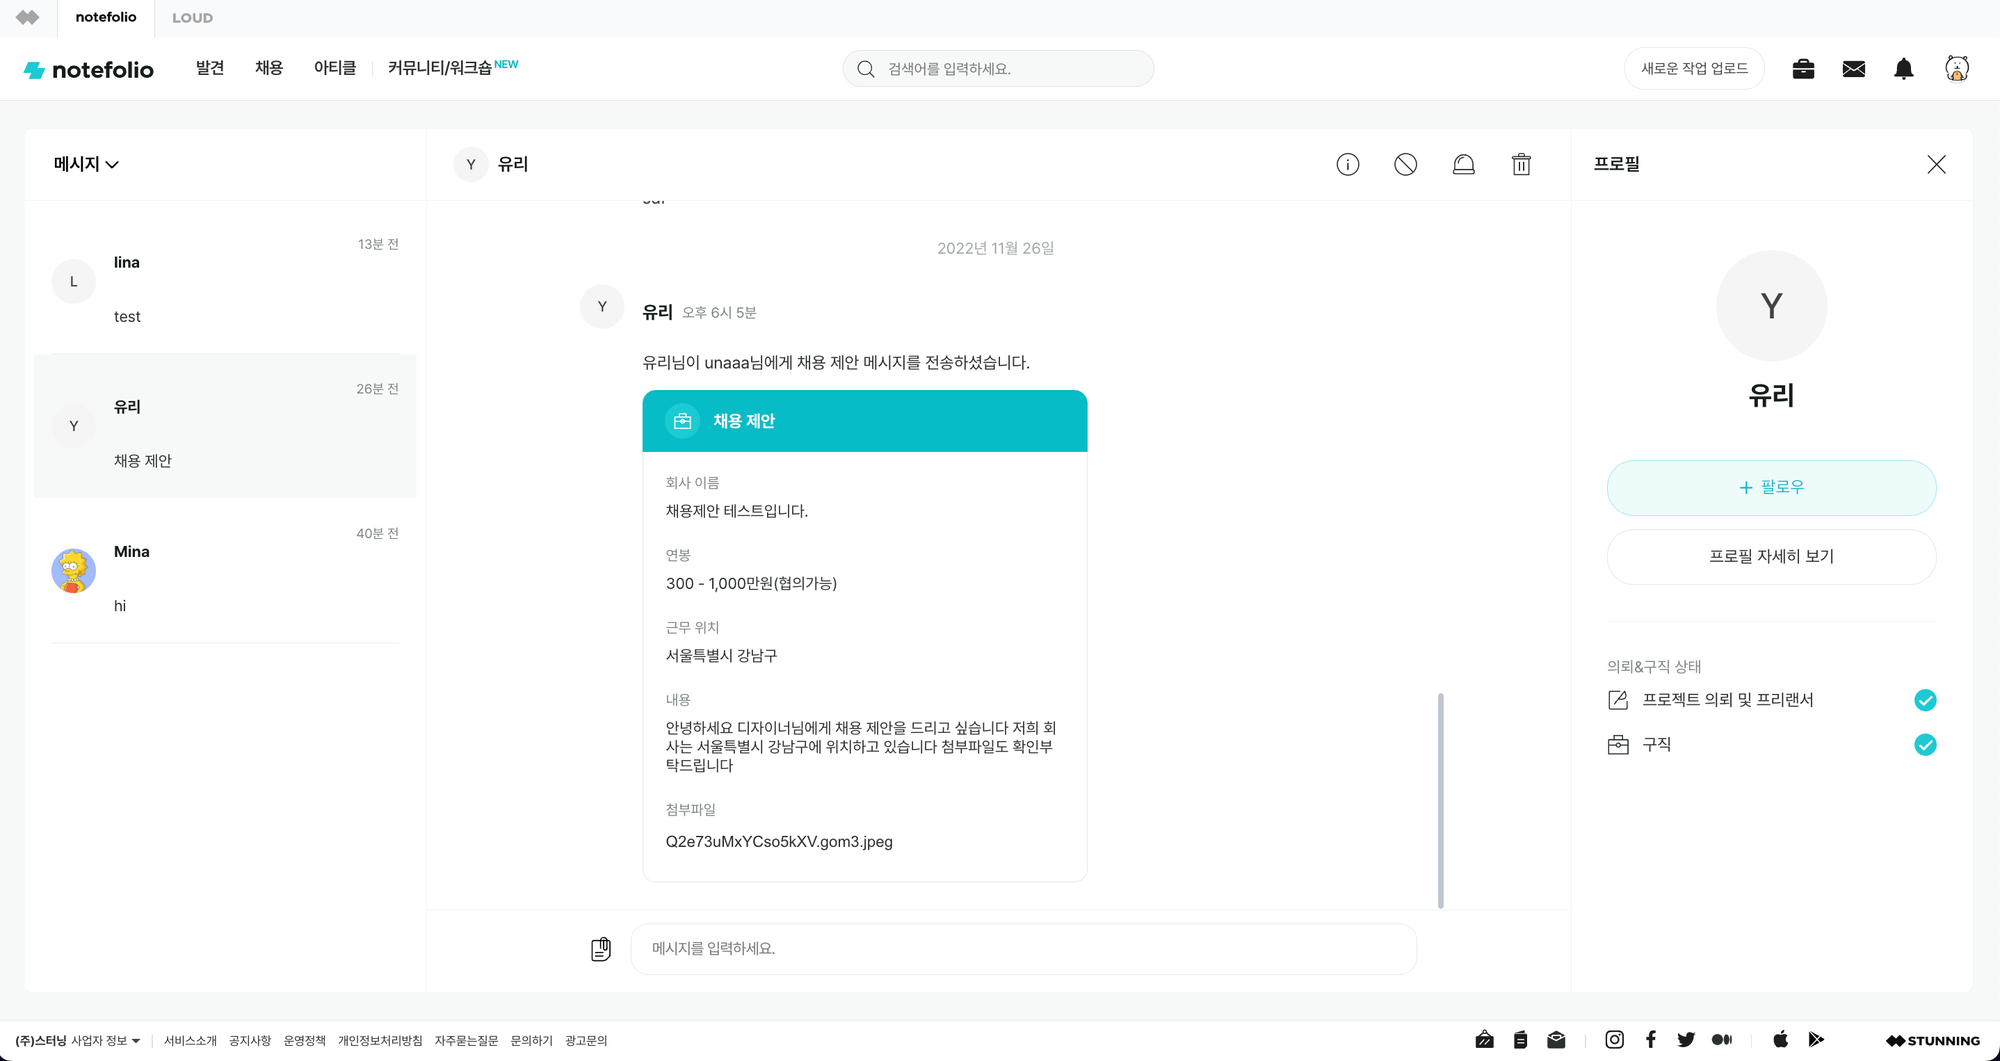 notefolio
LOUD
notefolio
발견
채용
아티클
커뮤니티/워크숍 NEW
검색어를 입력하세요.
새로운 작업 업로드
메시지
13분 전
lina
L
test
26분 전
유리
Y
채용 제안
40분 전
Mina
hi
Y
유리
2022년 11월 26일
Y
유리 오후 6시 5분
유리님이 unaaa님에게 채용 제안 메시지를 전송하셨습니다.
채용 제안
회사 이름
채용제안 테스트입니다.
연봉
300 - 1,000만원(협의가능)
근무 위치
서울특별시 강남구
내용
안녕하세요 디자이너님에게 채용 제안을 드리고 싶습니다 저희 회
사는 서울특별시 강남구에 위치하고 있습니다 첨부파일도 확인부
탁드립니다
첨부파일
Q2e73uMxYCso5kXV.gom3.jpeg
메시지를 입력하세요.
프로필
Y
유리
+ 팔로우
프로필 자세히 보기
의뢰&구직 상태
프로젝트 의뢰 및 프리랜서
구직
(주)스터닝 사업자 정보
서비스소개
공지사항
운영정책
개인정보처리방침
자주묻는질문
문의하기
광고문의
STUNNING